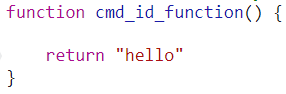 function cmd_id_function() {
    return "hello"
}